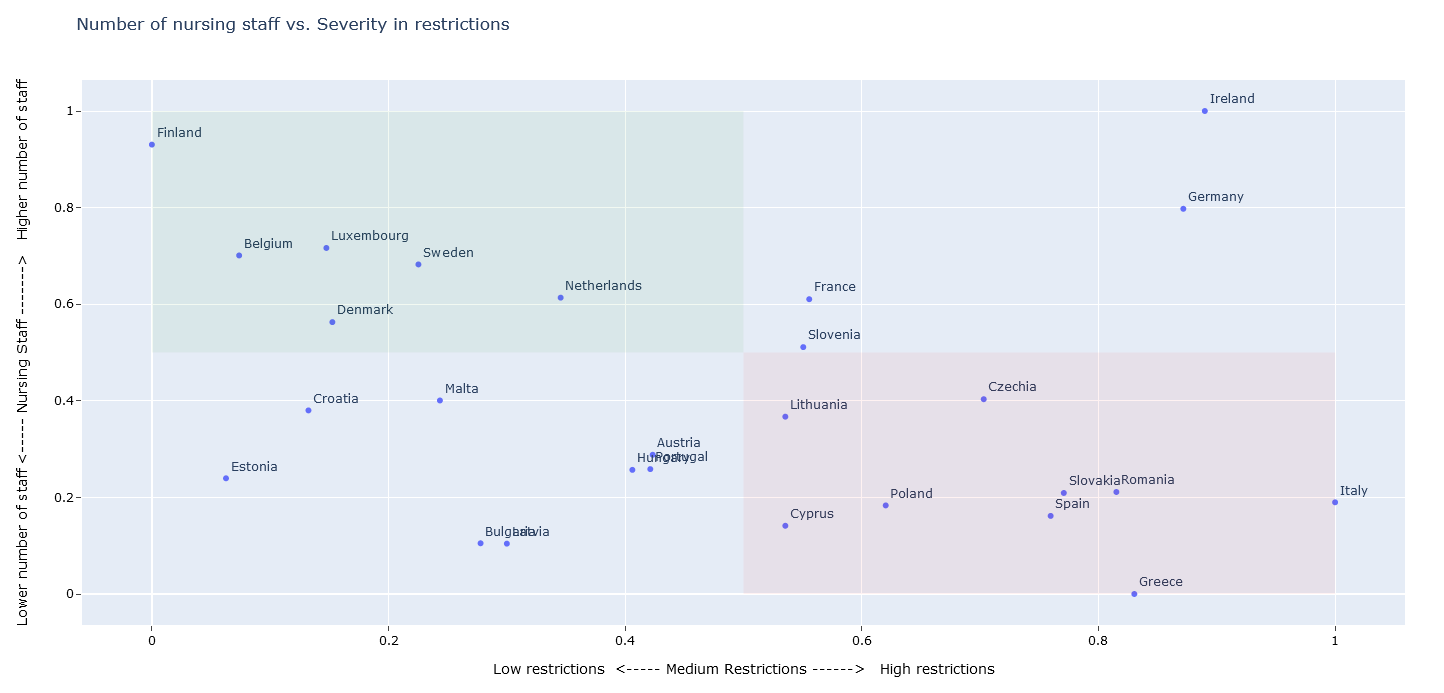 Number of nursing staff vs. Severity in restrictions
Lower number of staff <----- Nursing Staff -------> Higher number of staff
1
0.8
0.6
0.4
0.2
0
Ireland
Finland
Germany
Luxembourg
Belgium
Sweden
Netherlands
France
Denmark
Slovenia
Czechia
Malta
Croatia
Lithuania
Austria
Hungary
Portugal
Estonia
Slovakia
Romania
Poland
Italy
Spain
Cyprus
Bulgaria
Latvia
Greece
0
0.2
0.4
0.6
0.8
1
Low restrictions <----- Medium Restrictions ------> High restrictions